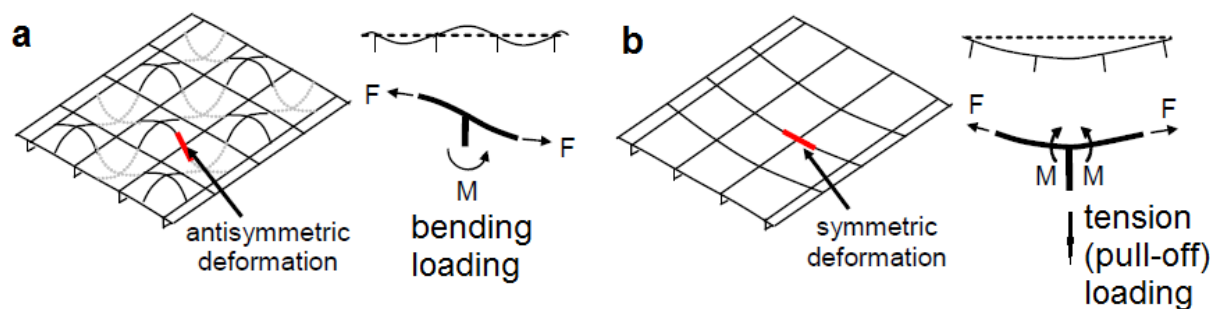 a
F
F
M
antisymmetric
deformation
bending
loading
b
F
F
M M
symmetric
deformation
tension
(pull-off)
loading